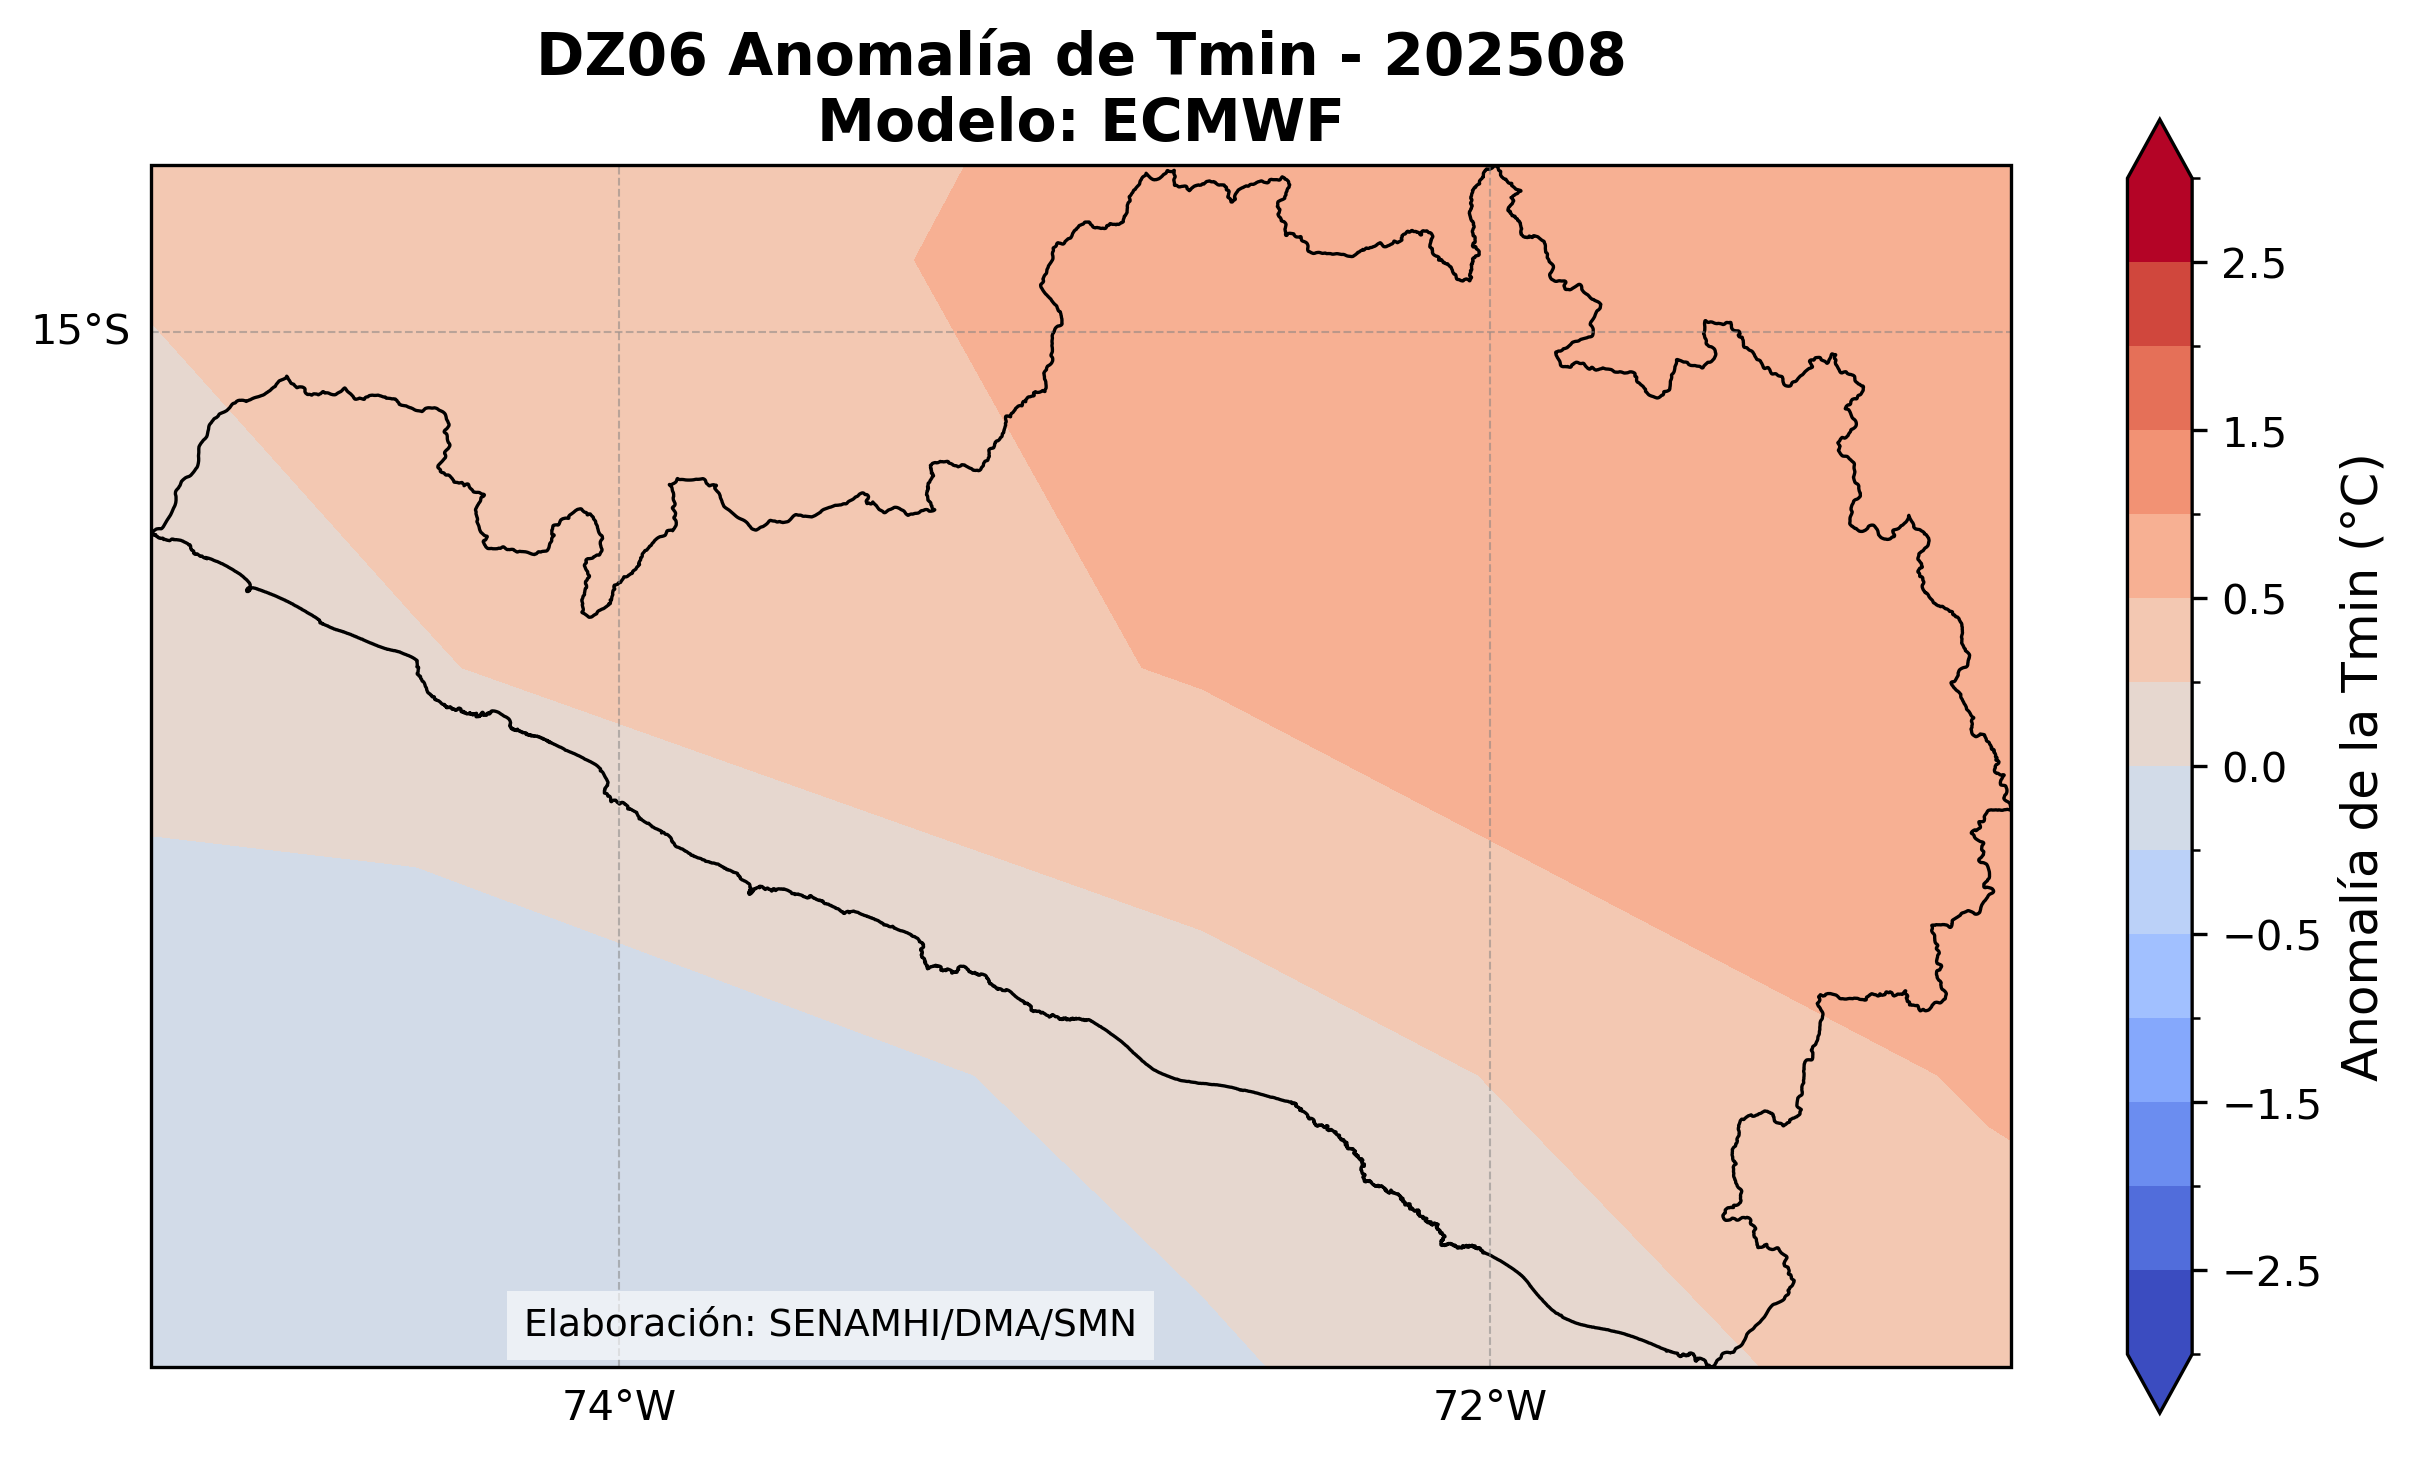 DZ06 Anomalía de Tmin - 202508
Modelo: ECMWF
15°S
74°W
72°W
Elaboración: SENAMHI/DMA/SMN
2.5
1.5
0.5
0.0
−0.5
−1.5
−2.5
Anomalía de la Tmin (°C)